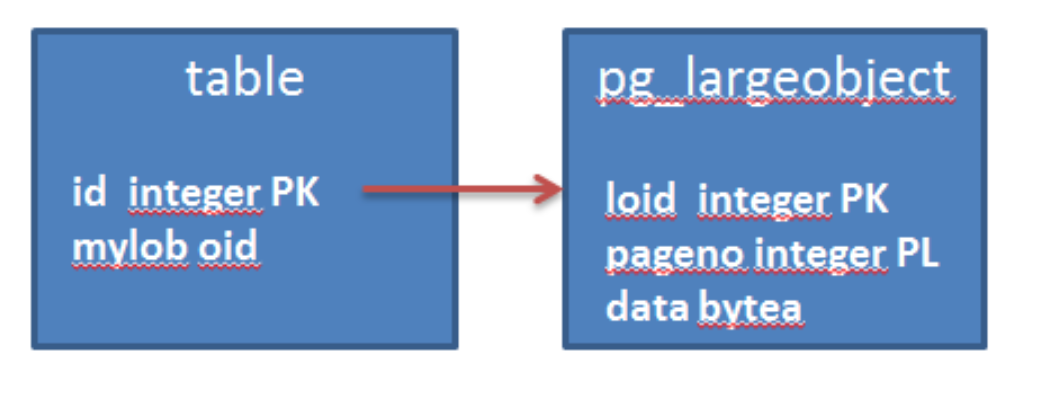 table
id integer PK
mylob oid
pg_largeobject
loid integer PK
pageno integer PL
data bytea